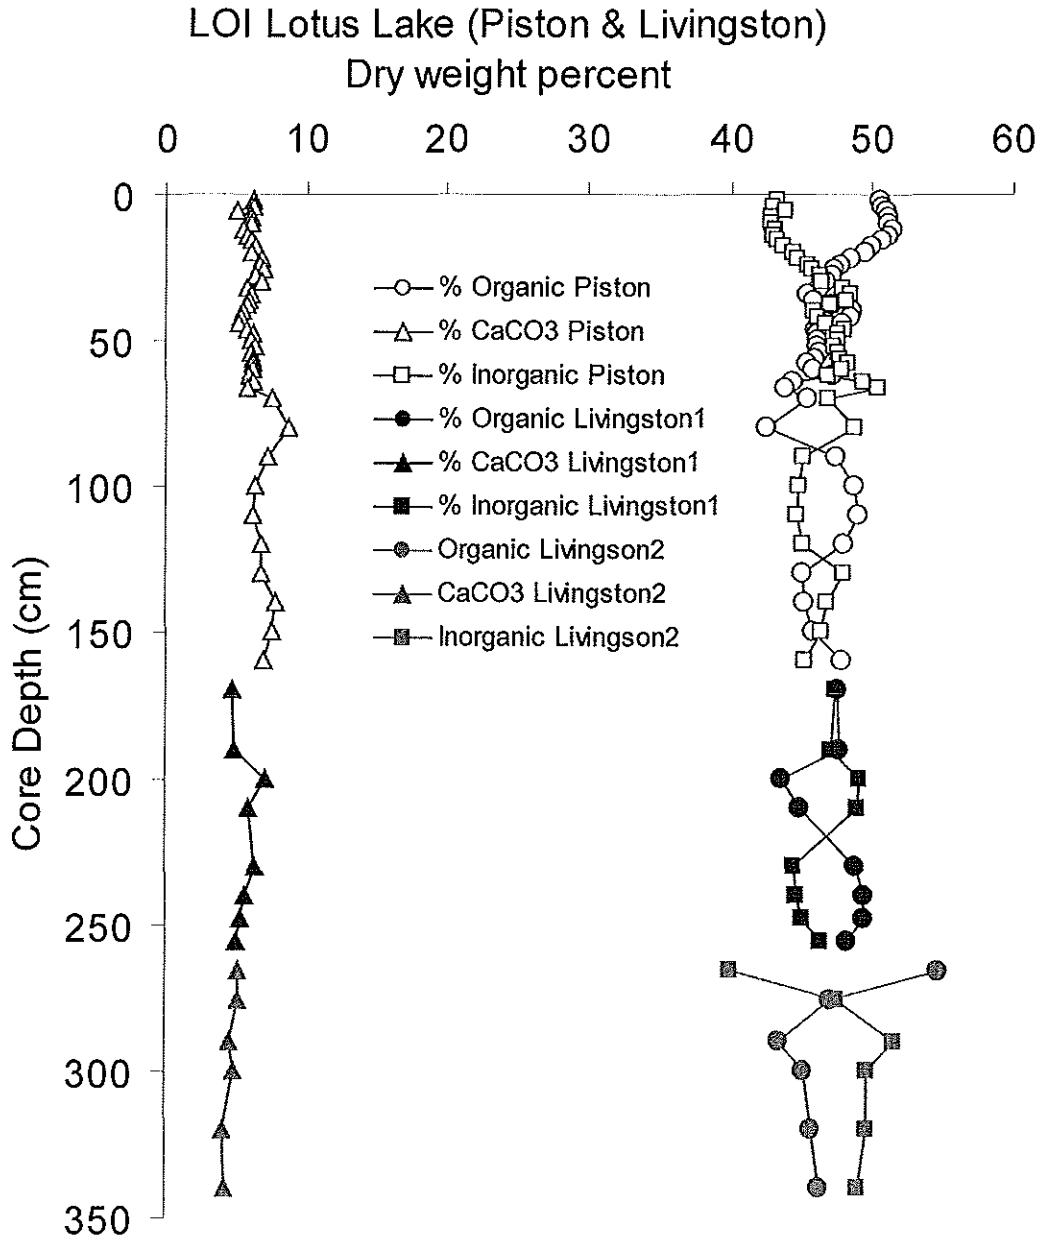 LOI Lotus Lake (Piston & Livingston)
Dry weight percent
0 10 20 30 40 50 60
0
50
100
150
200
250
300
350
Core Depth (cm)
% Organic Piston
% CaCO3 Piston
% Inorganic Piston
% Organic Livingston1
% CaCO3 Livingston1
% Inorganic Livingston1
Organic Livingson2
CaCO3 Livingston2
Inorganic Livingson2